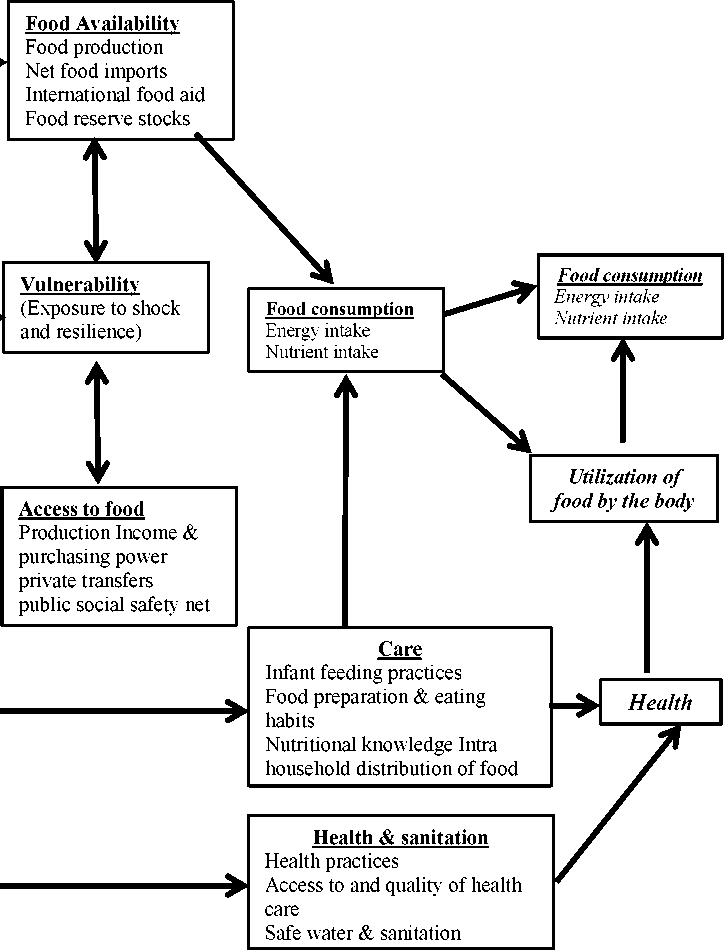 Food Availability
Food production
Net food imports
International food aid
Food reserve stocks
Vulnerability
(Exposure to shock
and resilience)
Food consumption
Energy intake
Nutrient intake
Food consumption
Energy intake
Nutrient intake
Utilization of
food by the body
Access to food
Production Income &
purchasing power
private transfers
public social safety net
Care
Infant feeding practices
Food preparation & eating
habits
Nutritional knowledge Intra
household distribution of food
Health
Health & sanitation
Health practices
Access to and quality of health
care
Safe water & sanitation